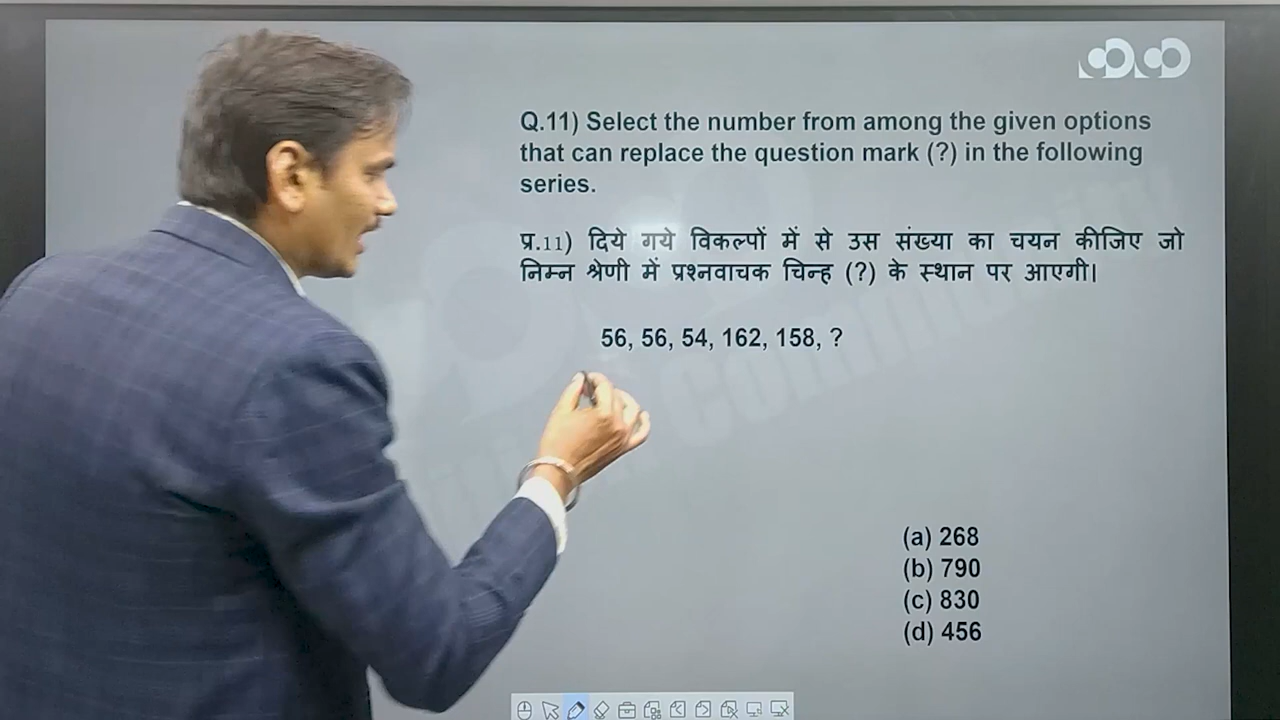 Q.11) Select the number from among the given options
that can replace the question mark (?) in the following
series.
प्र.11) दिये गये विकल्पों में से उस संख्या का चयन कीजिए जो
निम्न श्रेणी में प्रश्नवाचक चिन्ह (?) के स्थान पर आएगी।
56, 56, 54, 162, 158, ?
(a) 268
(b) 790
(c) 830
(d) 456